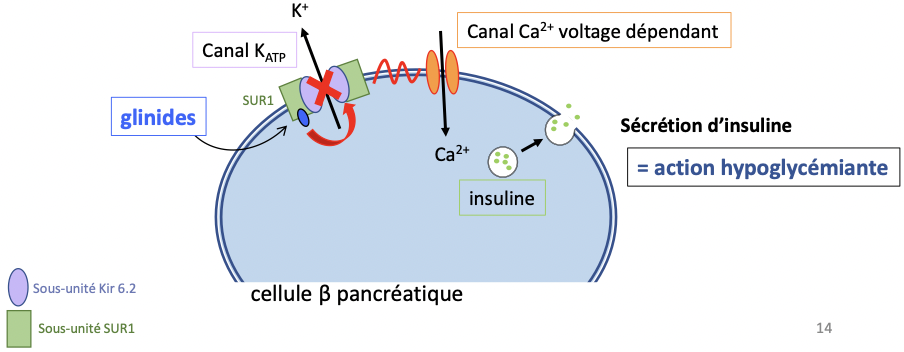 K⁺
Canal K_ATP
Canal Ca²⁺ voltage dépendant
SUR1
glinides
Ca²⁺
Sécrétion d'insuline
= action hypoglycémiante
insuline
Sous-unité Kir 6.2
cellule β pancréatique
Sous-unité SUR1
14